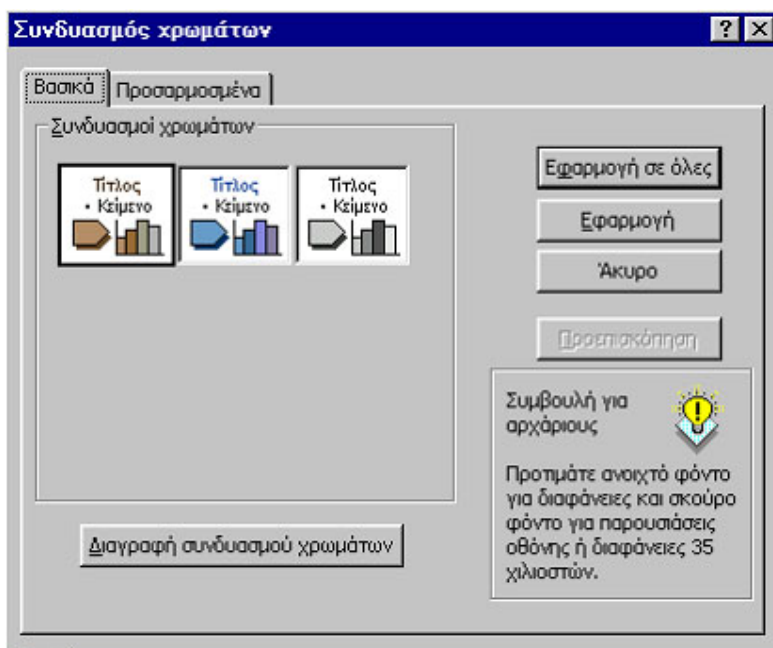 Συνδυασμός χρωμάτων
Βασικά
Προσαρμοσμένα
Συνδυασμοί χρωμάτων
Τίτλος
• Κείμενο
Τίτλος
• Κείμενο
Τίτλος
• Κείμενο
Εφαρμογή σε όλες
Εφαρμογή
Άκυρο
Προεπισκόπηση
Συμβουλή για
αρχάριους
Προτιμάτε ανοιχτό φόντο
για διαφάνειες και σκούρο
φόντο για παρουσιάσεις
οθόνης ή διαφάνειες 35
χιλιοστών.
Διαγραφή συνδυασμού χρωμάτων